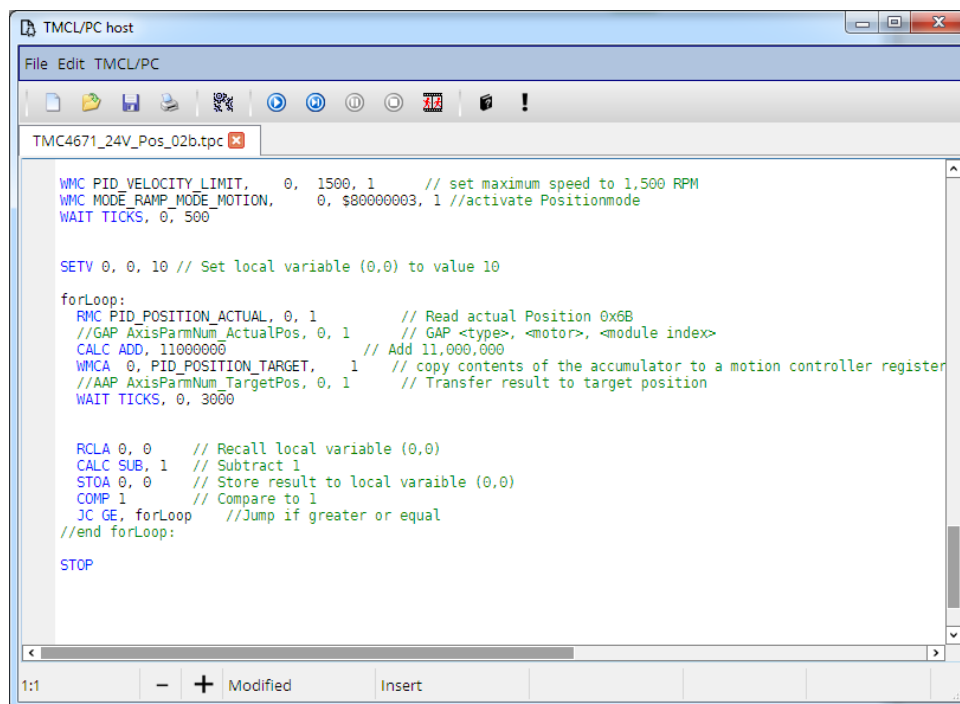 TMCL/PC host
File Edit TMCL/PC
TMC4671_24V_Pos_02b.tpc
WMC PID_VELOCITY_LIMIT, 0, 1500, 1 // set maximum speed to 1,500 RPM
WMC MODE_RAMP_MODE_MOTION, 0, $80000003, 1 //activate Positionmode
WAIT TICKS, 0, 500
SETV 0, 0, 10 // Set local variable (0,0) to value 10
forLoop:
RMC PID_POSITION_ACTUAL, 0, 1 // Read actual Position 0x6B
//GAP AxisParmNum_ActualPos, 0, 1 // GAP <type>, <motor>, <module index>
CALC ADD, 11000000 // Add 11,000,000
WMCA 0, PID_POSITION_TARGET, 1 // copy contents of the accumulator to a motion controller register
//AAP AxisParmNum_TargetPos, 0, 1 // Transfer result to target position
WAIT TICKS, 0, 3000
RCLA 0, 0 // Recall local variable (0,0)
CALC SUB, 1 // Subtract 1
STOA 0, 0 // Store result to local varaible (0,0)
COMP 1 // Compare to 1
JC GE, forLoop //Jump if greater or equal
//end forLoop:
STOP
1:1 Modified Insert